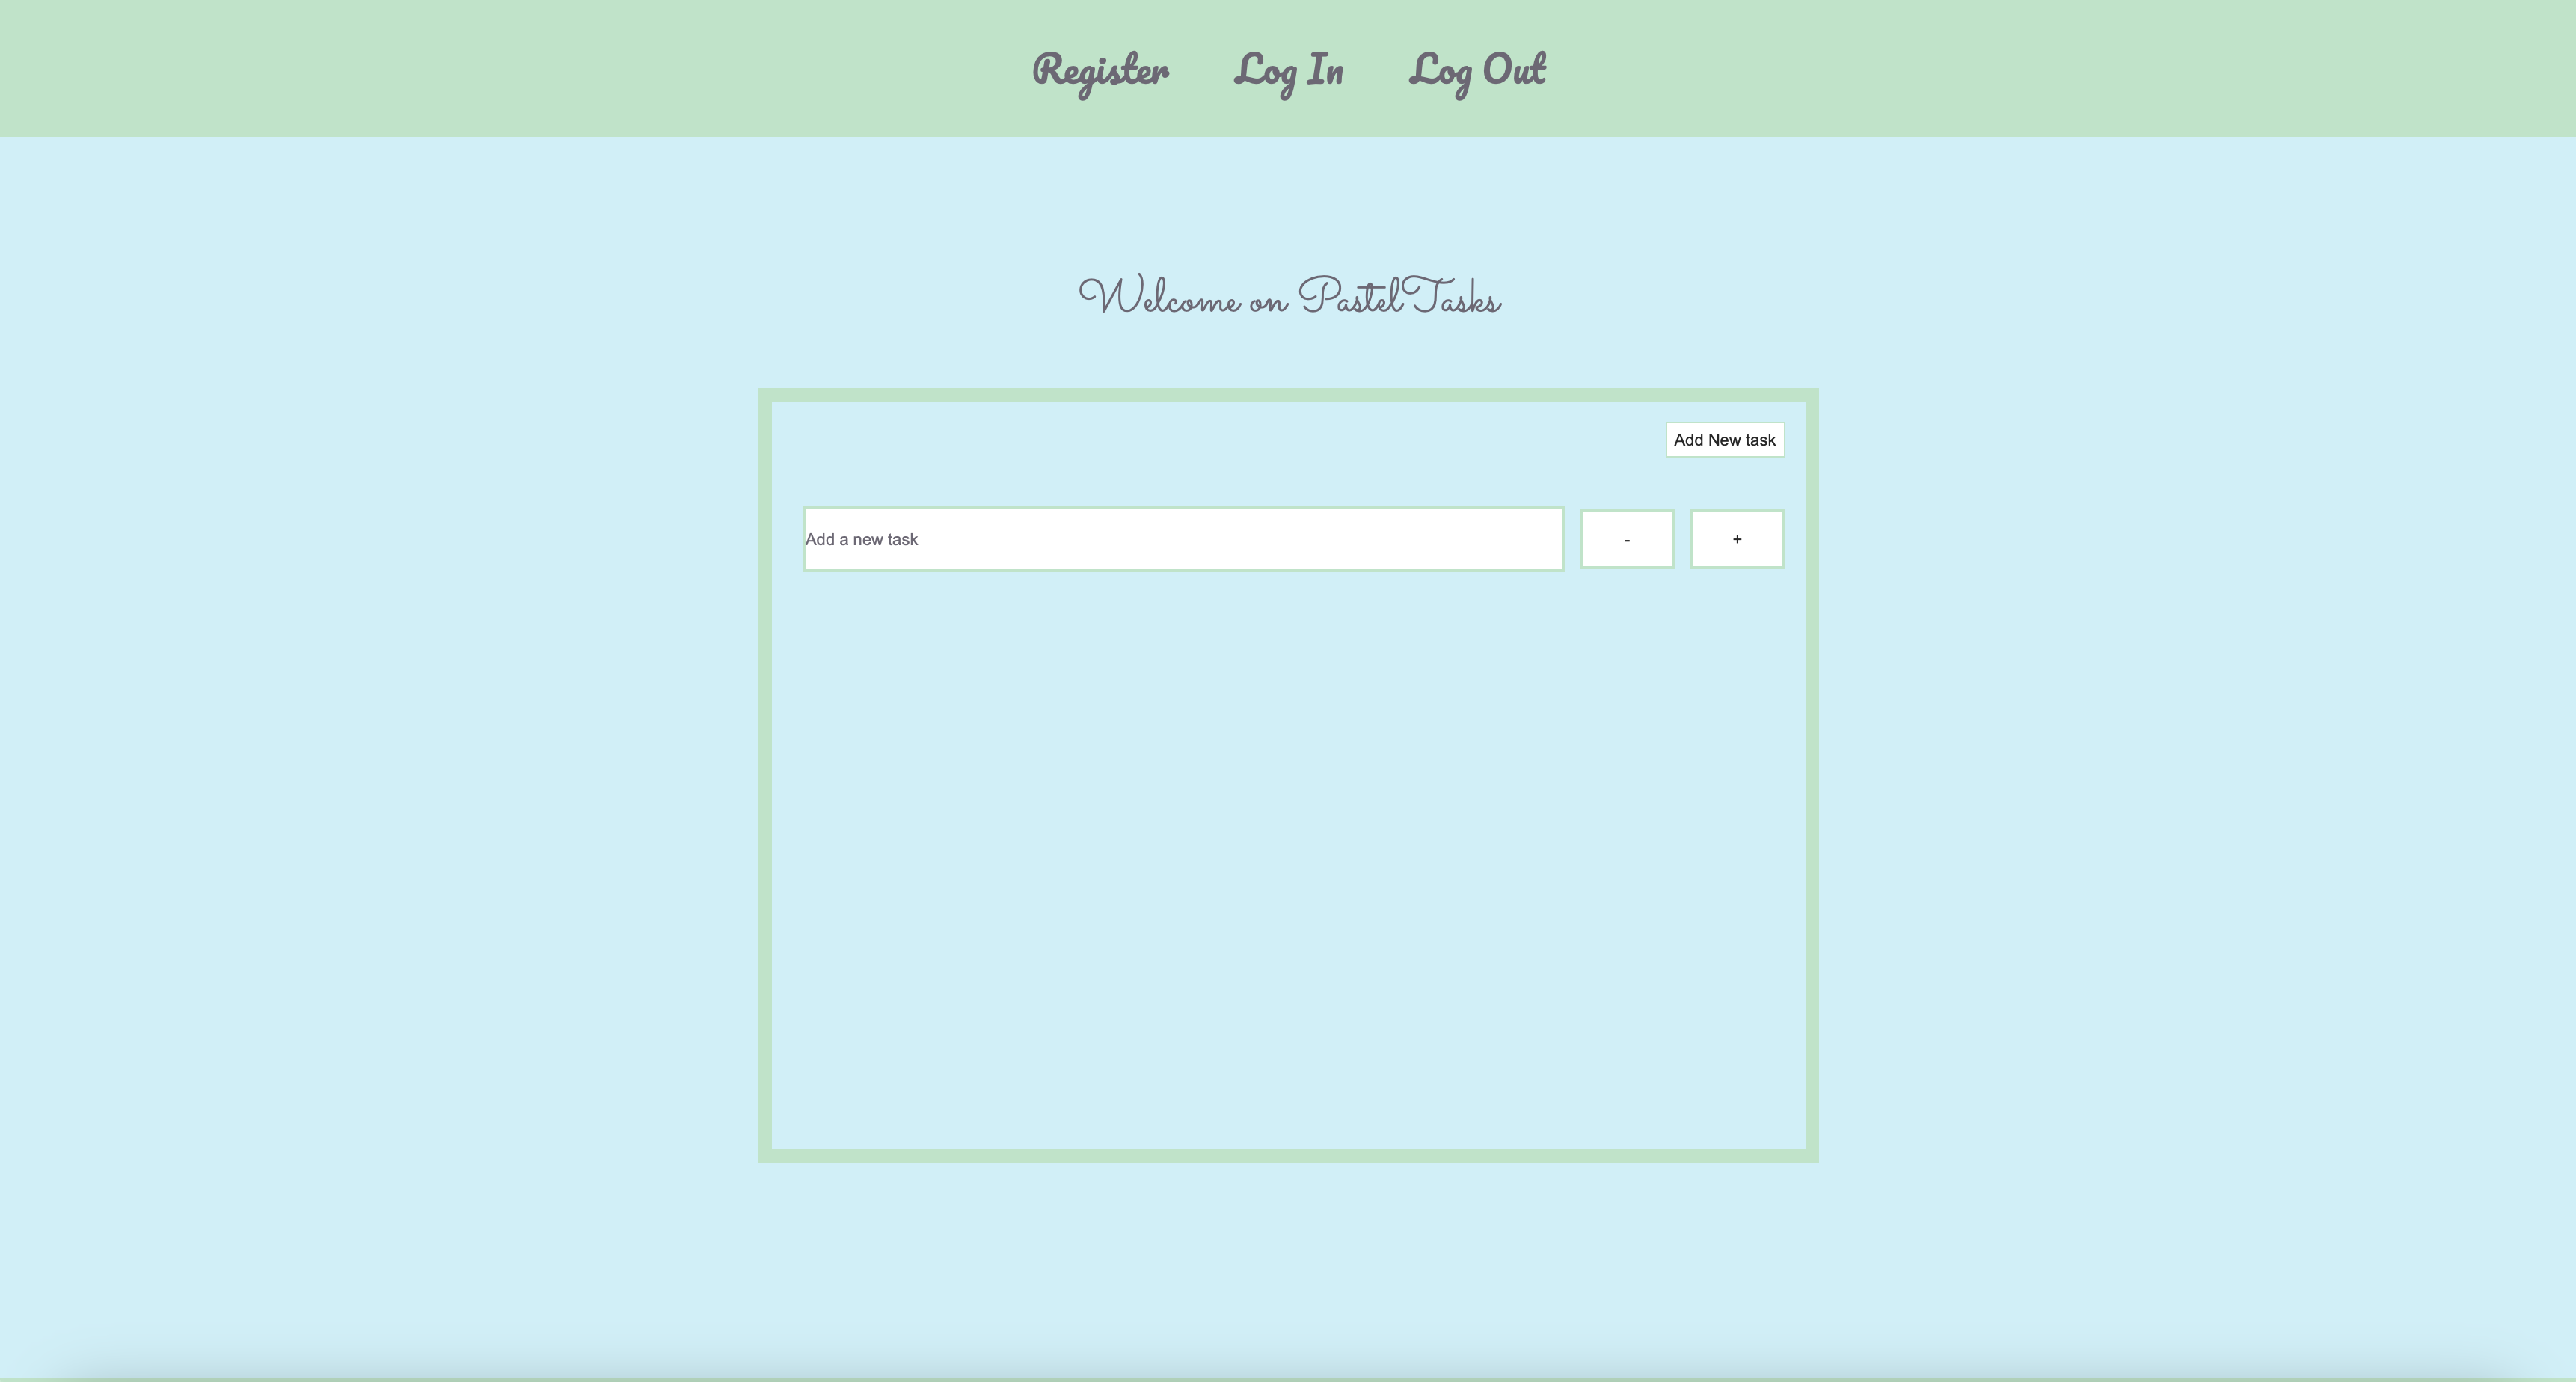 Register Log In Log Out
Welcome on PastelTasks
Add New task
Add a new task - +